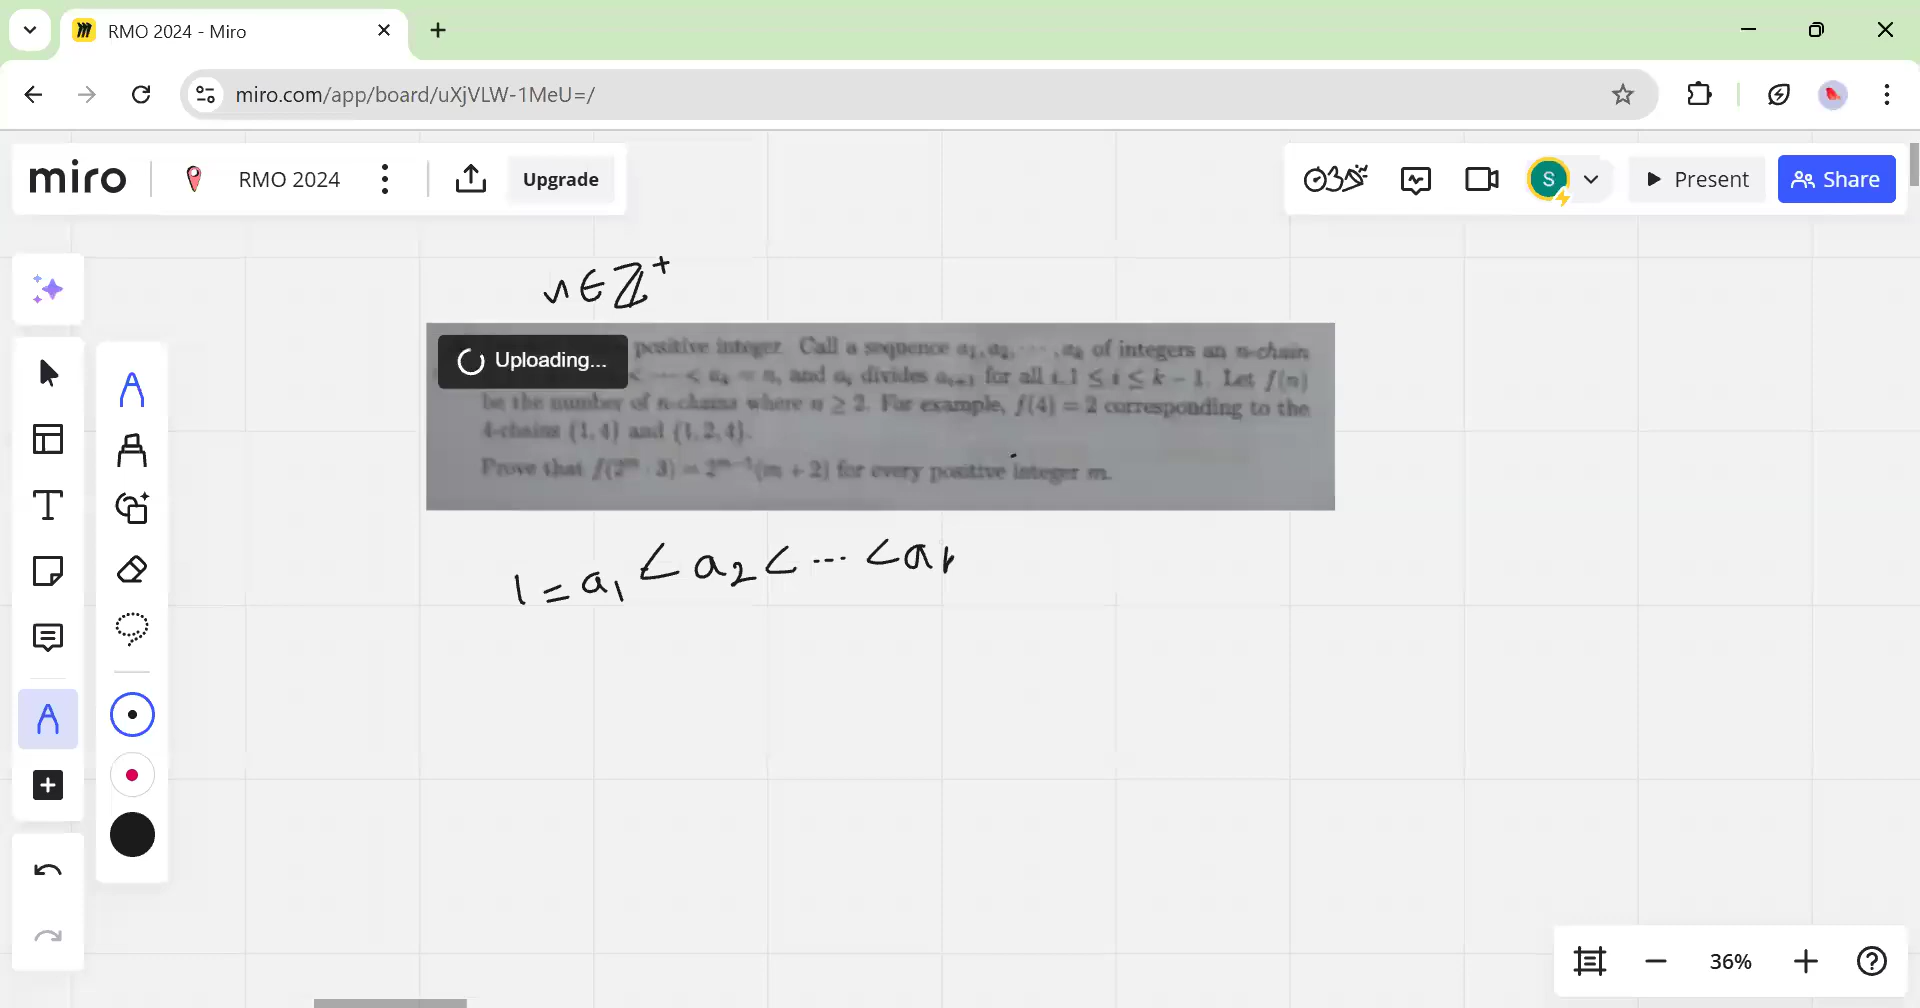 RMO 2024 - Miro
miro.com/app/board/uXjVLW-1MeU=/
miro RMO 2024 Upgrade S Present Share
n ∈ ℤ⁺
Uploading... positive integer. Call a sequence a₁, a₂, ⋯, aₖ of integers an n-chain
< ⋯ < aₖ = n, and aᵢ divides aᵢ₊₁ for all i, 1 ≤ i ≤ k − 1. Let f(n)
be the number of n-chains where n ≥ 2. For example, f(4) = 2 corresponding to the
4-chains {1, 4} and {1, 2, 4}.
Prove that f(2ᵐ · 3) = 2ᵐ⁻¹(m + 2) for every positive integer m.
1 = a₁ < a₂ < ... < a
36%